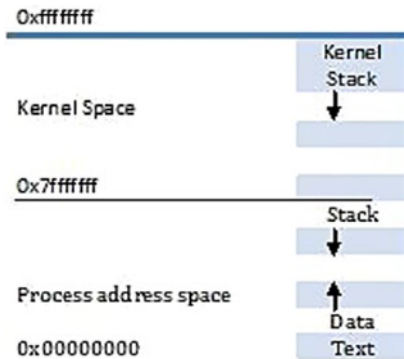 0xffffffff
Kernel
Stack
Kernel Space
0x7fffffff
Stack
Process address space
Data
0x00000000
Text